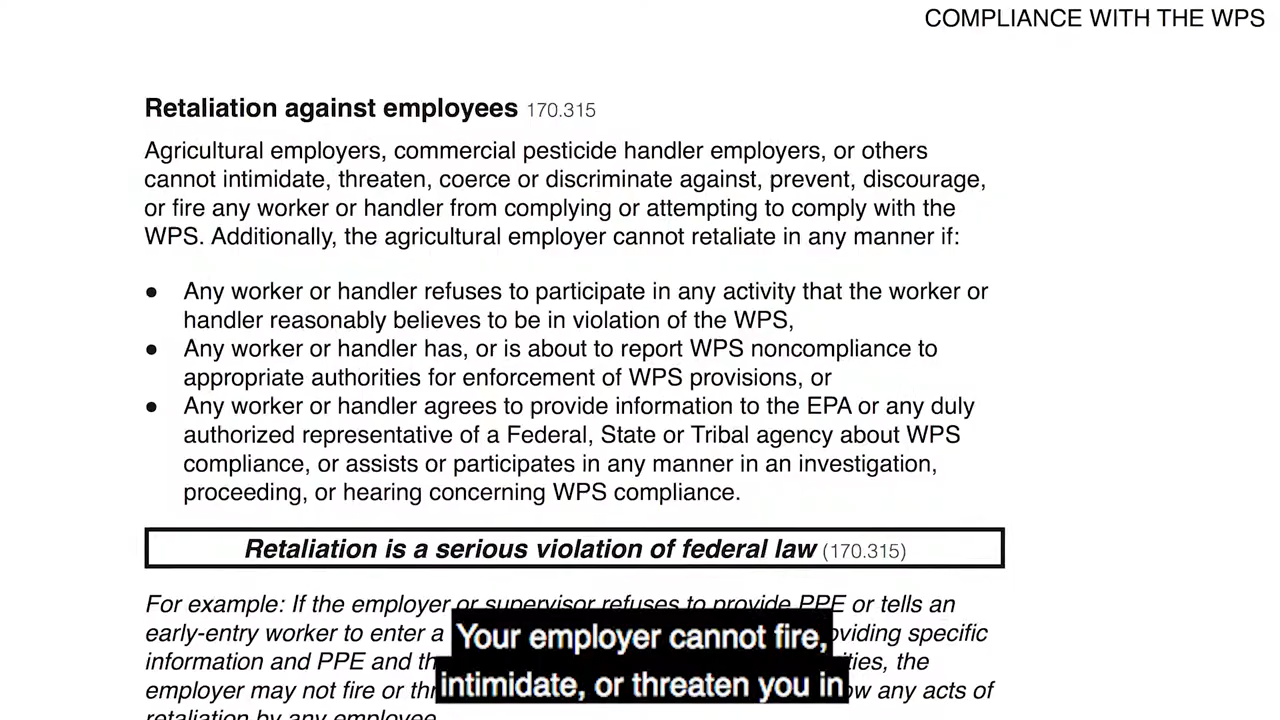 COMPLIANCE WITH THE WPS
Retaliation against employees 170.315
Agricultural employers, commercial pesticide handler employers, or others
cannot intimidate, threaten, coerce or discriminate against, prevent, discourage,
or fire any worker or handler from complying or attempting to comply with the
WPS. Additionally, the agricultural employer cannot retaliate in any manner if:
● Any worker or handler refuses to participate in any activity that the worker or
handler reasonably believes to be in violation of the WPS,
● Any worker or handler has, or is about to report WPS noncompliance to
appropriate authorities for enforcement of WPS provisions, or
● Any worker or handler agrees to provide information to the EPA or any duly
authorized representative of a Federal, State or Tribal agency about WPS
compliance, or assists or participates in any manner in an investigation,
proceeding, or hearing concerning WPS compliance.
Retaliation is a serious violation of federal law (170.315)
For example: If the employer or supervisor refuses to provide PPE or tells an
early-entry worker to enter a specific
information and PPE and the
employer may not fire or any acts of
retaliation by any employee
Your employer cannot fire,
intimidate, or threaten you in